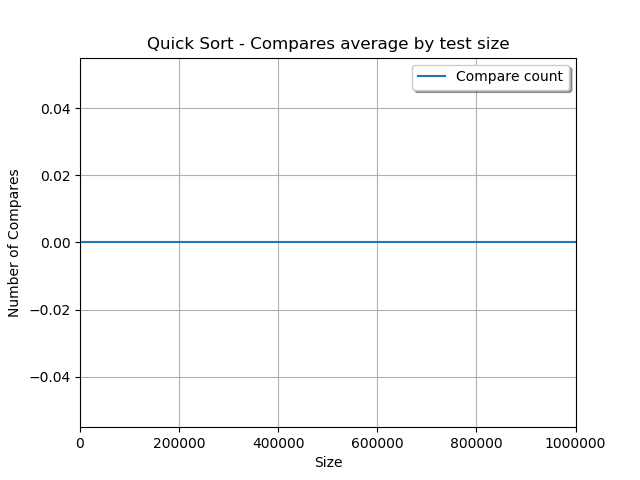 Quick Sort - Compares average by test size
Compare count
Number of Compares
0.04
0.02
0.00
−0.02
−0.04
0 200000 400000 600000 800000 1000000
Size